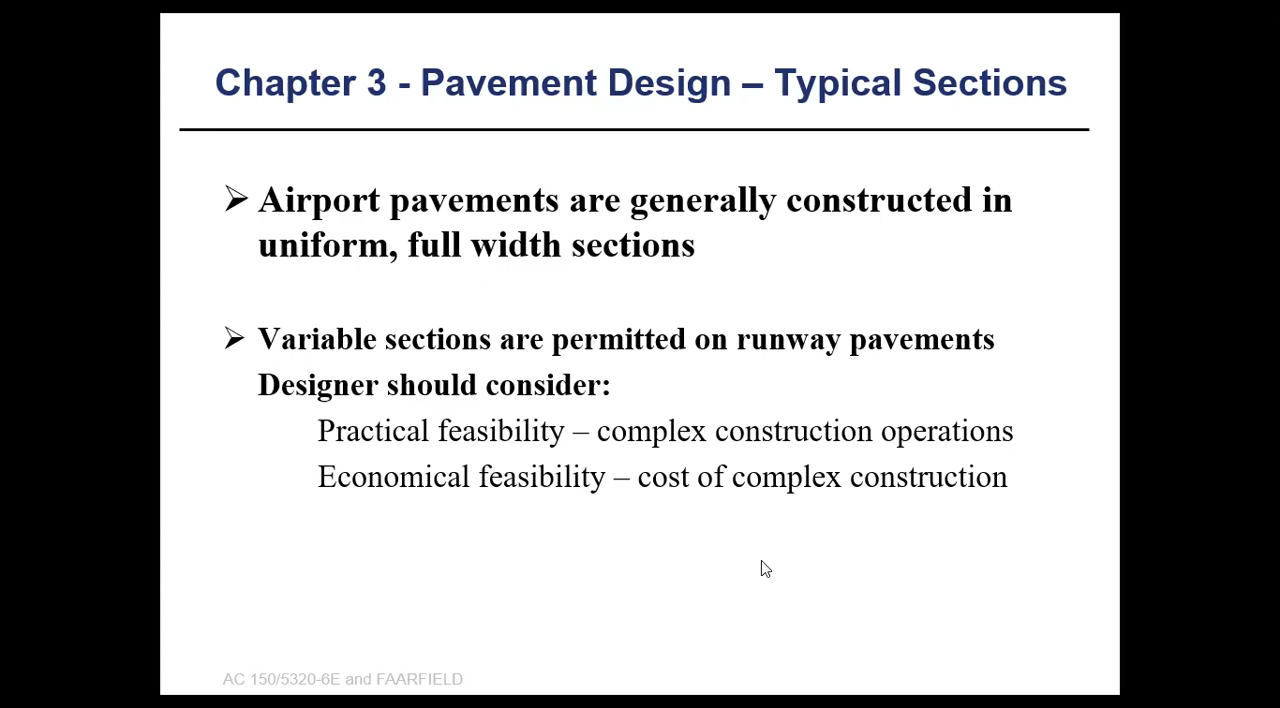 Chapter 3 - Pavement Design – Typical Sections
➢ Airport pavements are generally constructed in
uniform, full width sections
➢ Variable sections are permitted on runway pavements
Designer should consider:
Practical feasibility – complex construction operations
Economical feasibility – cost of complex construction
AC 150/5320-6E and FAARFIELD